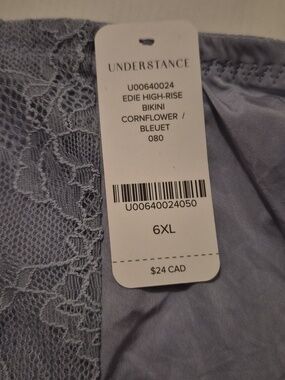 UNDERSTANCE
U00640024
EDIE HIGH-RISE
BIKINI
CORNFLOWER /
BLEUET
080
U00640024050
6XL
$24 CAD